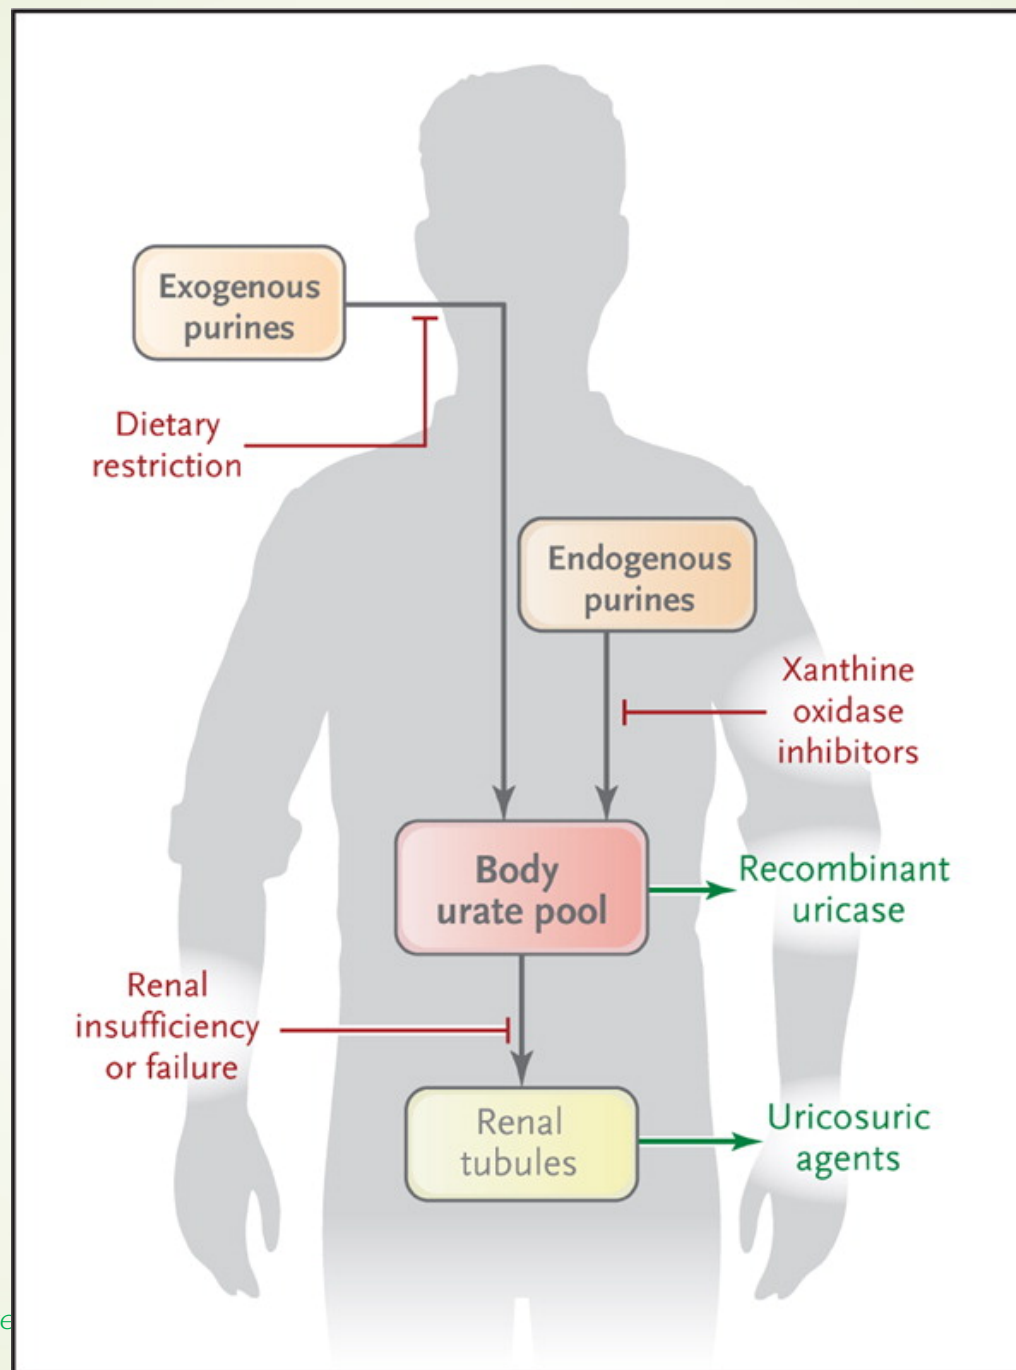 Exogenous
purines
Dietary
restriction
Endogenous
purines
Xanthine
oxidase
inhibitors
Body
urate pool
Recombinant
uricase
Renal
insufficiency
or failure
Renal
tubules
Uricosuric
agents
e